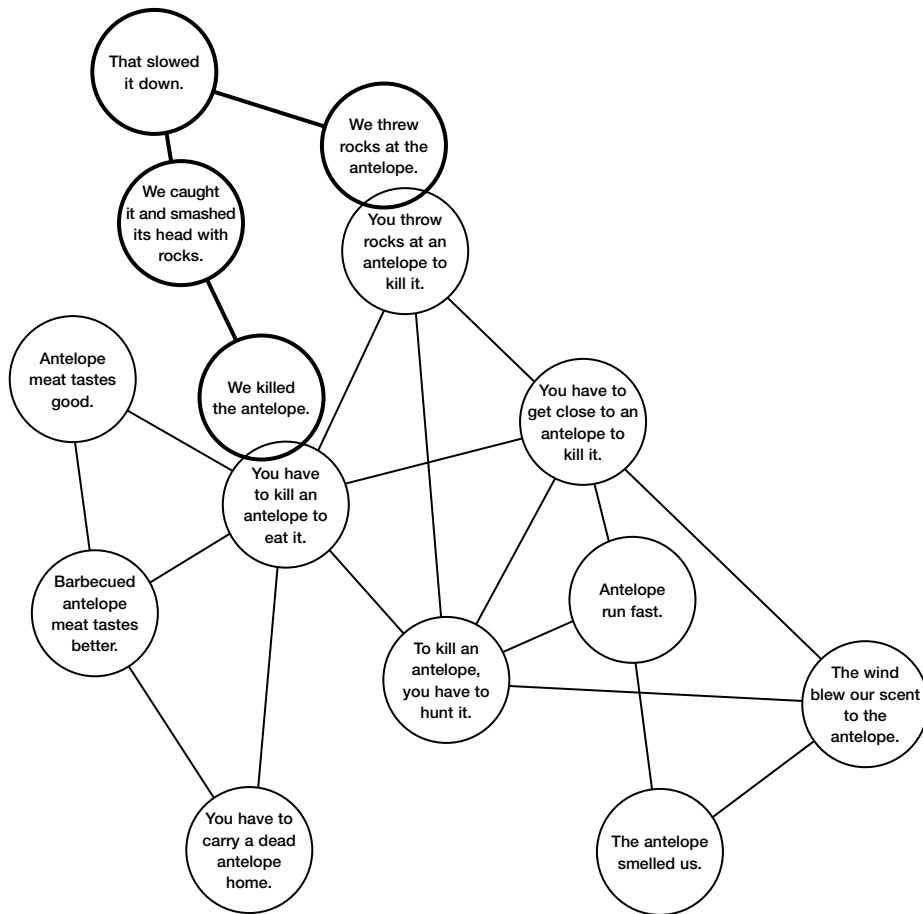 That slowed
it down.
We threw
rocks at the
antelope.
We caught
it and smashed
its head with
rocks.
You throw
rocks at an
antelope to
kill it.
Antelope
meat tastes
good.
We killed
the antelope.
You have to
get close to an
antelope to
kill it.
You have
to kill an
antelope to
eat it.
Barbecued
antelope
meat tastes
better.
Antelope
run fast.
To kill an
antelope,
you have to
hunt it.
The wind
blew our scent
to the
antelope.
You have to
carry a dead
antelope
home.
The antelope
smelled us.